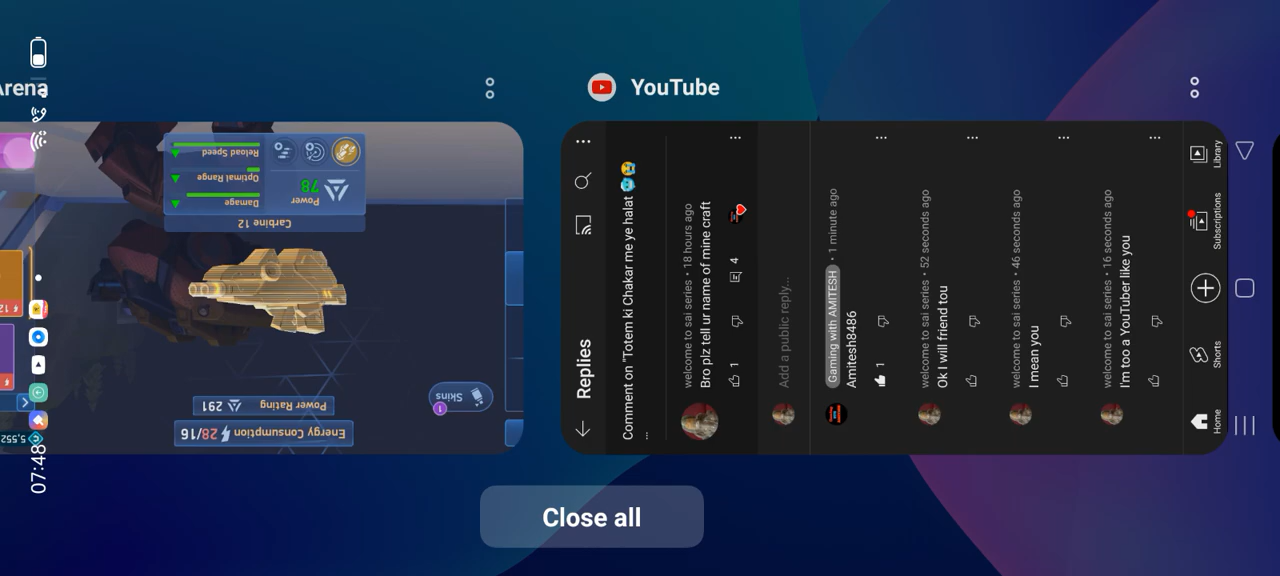 Arena
YouTube
07:48
5,552
Reload Speed
Optimal Range
Damage
Power
78
Carbine 12
Skins
1
Power Rating 291
Energy Consumption 28/16
Replies
Comment on "Totem ki Chakar me ye halat 🥶😭
...
welcome to sai series • 18 hours ago
Bro plz tell ur name of mine craft
1
4
Add a public reply...
Gaming with AMITESH • 1 minute ago
Amitesh8486
1
welcome to sai series • 52 seconds ago
Ok I will friend tou
welcome to sai series • 46 seconds ago
I mean you
welcome to sai series • 16 seconds ago
I'm too a YouTuber like you
Home
Shorts
Subscriptions
Library
Close all